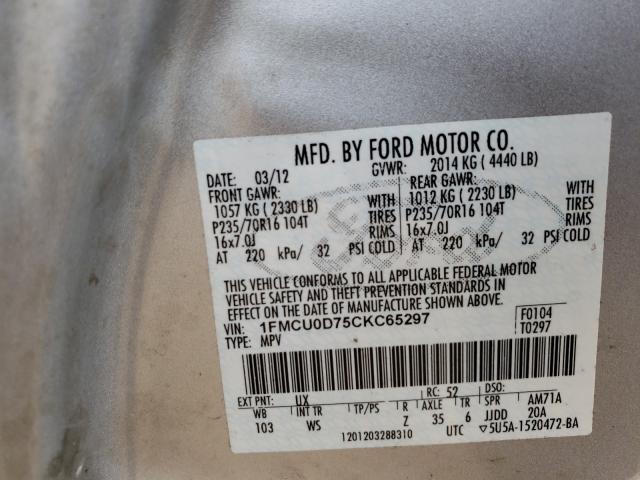 MFD. BY FORD MOTOR CO.
DATE: 03/12 GVWR: 2014 KG ( 4440 LB)
FRONT GAWR: REAR GAWR:
1057 KG ( 2330 LB) WITH 1012 KG ( 2230 LB) WITH
P235/70R16 104T TIRES P235/70R16 104T TIRES
16x7.0J RIMS 16x7.0J RIMS
AT 220 kPa/ 32 PSI COLD AT 220 kPa/ 32 PSI COLD
THIS VEHICLE CONFORMS TO ALL APPLICABLE FEDERAL MOTOR
VEHICLE SAFETY AND THEFT PREVENTION STANDARDS IN
EFFECT ON THE DATE OF MANUFACTURE SHOWN ABOVE.
VIN: 1FMCU0D75CKC65297 F0104
TYPE: MPV T0297
EXT PNT: UX RC: 52 DSO:
WB INT TR TP/PS R AXLE TR SPR AM71A
103 WS Z 35 6 JJDD 20A
1201203288310 UTC ▽5U5A-1520472-BA